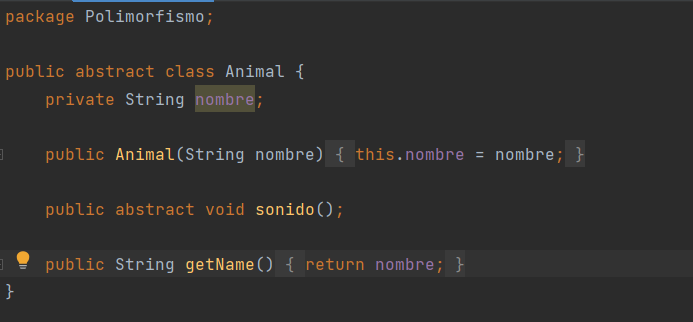 package Polimorfismo;
public abstract class Animal {
private String nombre;
public Animal(String nombre) { this.nombre = nombre; }
public abstract void sonido();
public String getName() { return nombre; }
}